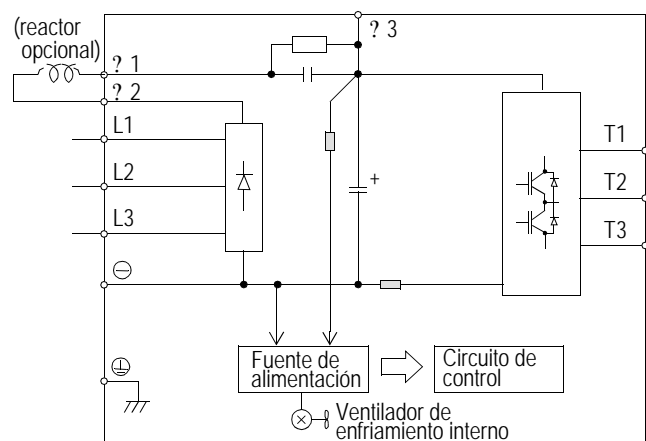 (reactor
opcional)
? 3
? 1
? 2
L1
L2
L3
T1
T2
T3
+
Fuente de
alimentación
Circuito de
control
Ventilador de
enfriamiento interno